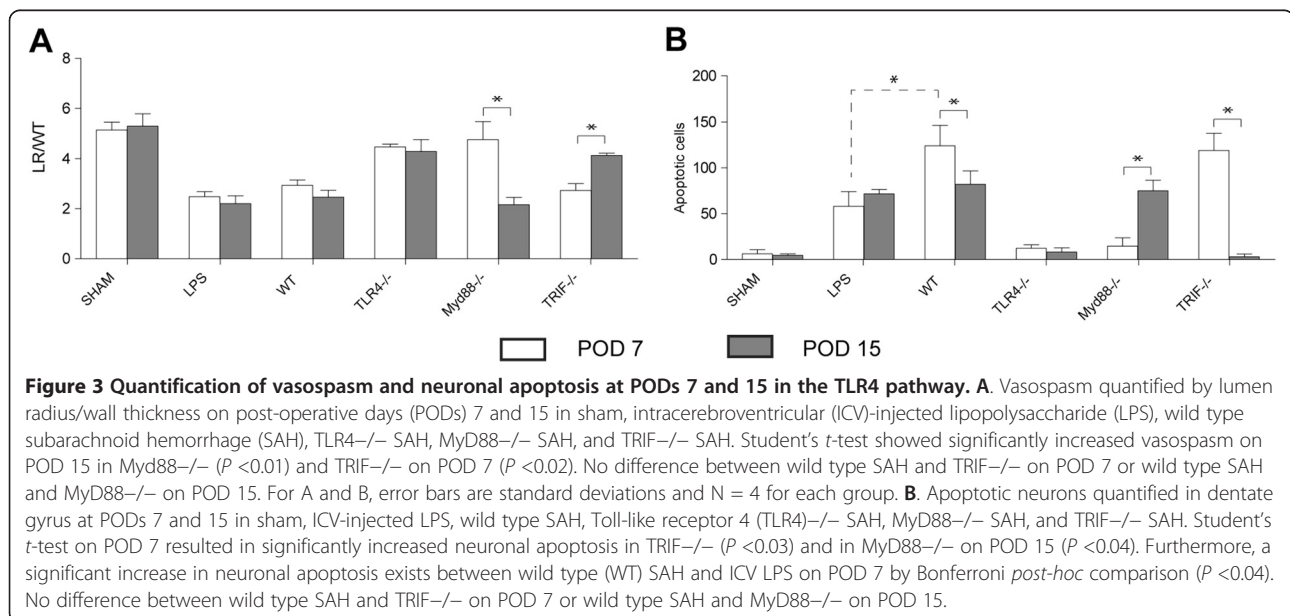 A
B
8
6
4
2
0
LR/WT
* *
SHAM LPS WT TLR4-/- Myd88-/- TRIF-/-
200
150
100
50
0
Apoptotic cells
* * * *
SHAM LPS WT TLR4-/- Myd88-/- TRIF-/-
POD 7 POD 15
Figure 3 Quantification of vasospasm and neuronal apoptosis at PODs 7 and 15 in the TLR4 pathway. A. Vasospasm quantified by lumen
radius/wall thickness on post-operative days (PODs) 7 and 15 in sham, intracerebroventricular (ICV)-injected lipopolysaccharide (LPS), wild type
subarachnoid hemorrhage (SAH), TLR4−/− SAH, MyD88−/− SAH, and TRIF−/− SAH. Student's t-test showed significantly increased vasospasm on
POD 15 in Myd88−/− (P <0.01) and TRIF−/− on POD 7 (P <0.02). No difference between wild type SAH and TRIF−/− on POD 7 or wild type SAH
and MyD88−/− on POD 15. For A and B, error bars are standard deviations and N = 4 for each group. B. Apoptotic neurons quantified in dentate
gyrus at PODs 7 and 15 in sham, ICV-injected LPS, wild type SAH, Toll-like receptor 4 (TLR4)−/− SAH, MyD88−/− SAH, and TRIF−/− SAH. Student's
t-test on POD 7 resulted in significantly increased neuronal apoptosis in TRIF−/− (P <0.03) and in MyD88−/− on POD 15 (P <0.04). Furthermore, a
significant increase in neuronal apoptosis exists between wild type (WT) SAH and ICV LPS on POD 7 by Bonferroni post-hoc comparison (P <0.04).
No difference between wild type SAH and TRIF−/− on POD 7 or wild type SAH and MyD88−/− on POD 15.